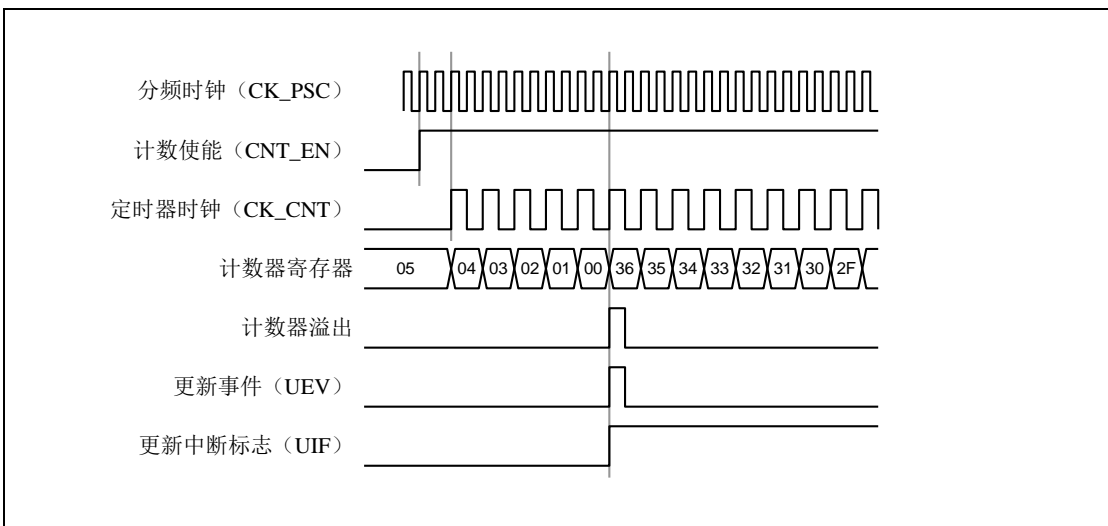 分频时钟（CK_PSC）
计数使能（CNT_EN）
定时器时钟（CK_CNT）
计数器寄存器 05 04 03 02 01 00 36 35 34 33 32 31 30 2F
计数器溢出
更新事件（UEV）
更新中断标志（UIF）